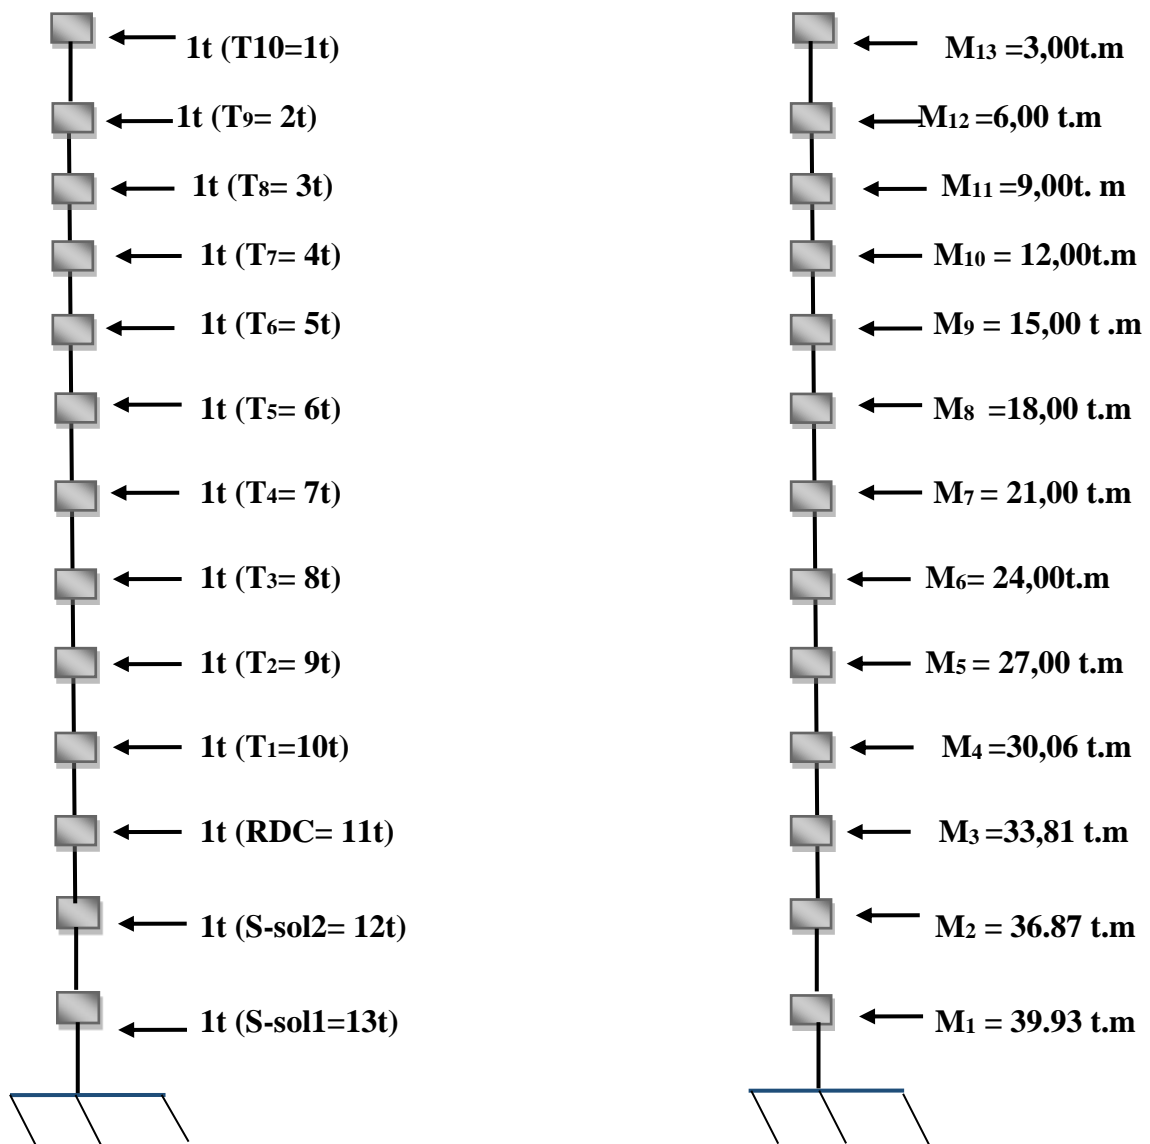 1t (T10=1t)
1t (T9= 2t)
1t (T8= 3t)
1t (T7= 4t)
1t (T6= 5t)
1t (T5= 6t)
1t (T4= 7t)
1t (T3= 8t)
1t (T2= 9t)
1t (T1=10t)
1t (RDC= 11t)
1t (S-sol2= 12t)
1t (S-sol1=13t)
M13 =3,00t.m
M12 =6,00 t.m
M11 =9,00t. m
M10 = 12,00t.m
M9 = 15,00 t .m
M8 =18,00 t.m
M7 = 21,00 t.m
M6= 24,00t.m
M5 = 27,00 t.m
M4 =30,06 t.m
M3 =33,81 t.m
M2 = 36.87 t.m
M1 = 39.93 t.m